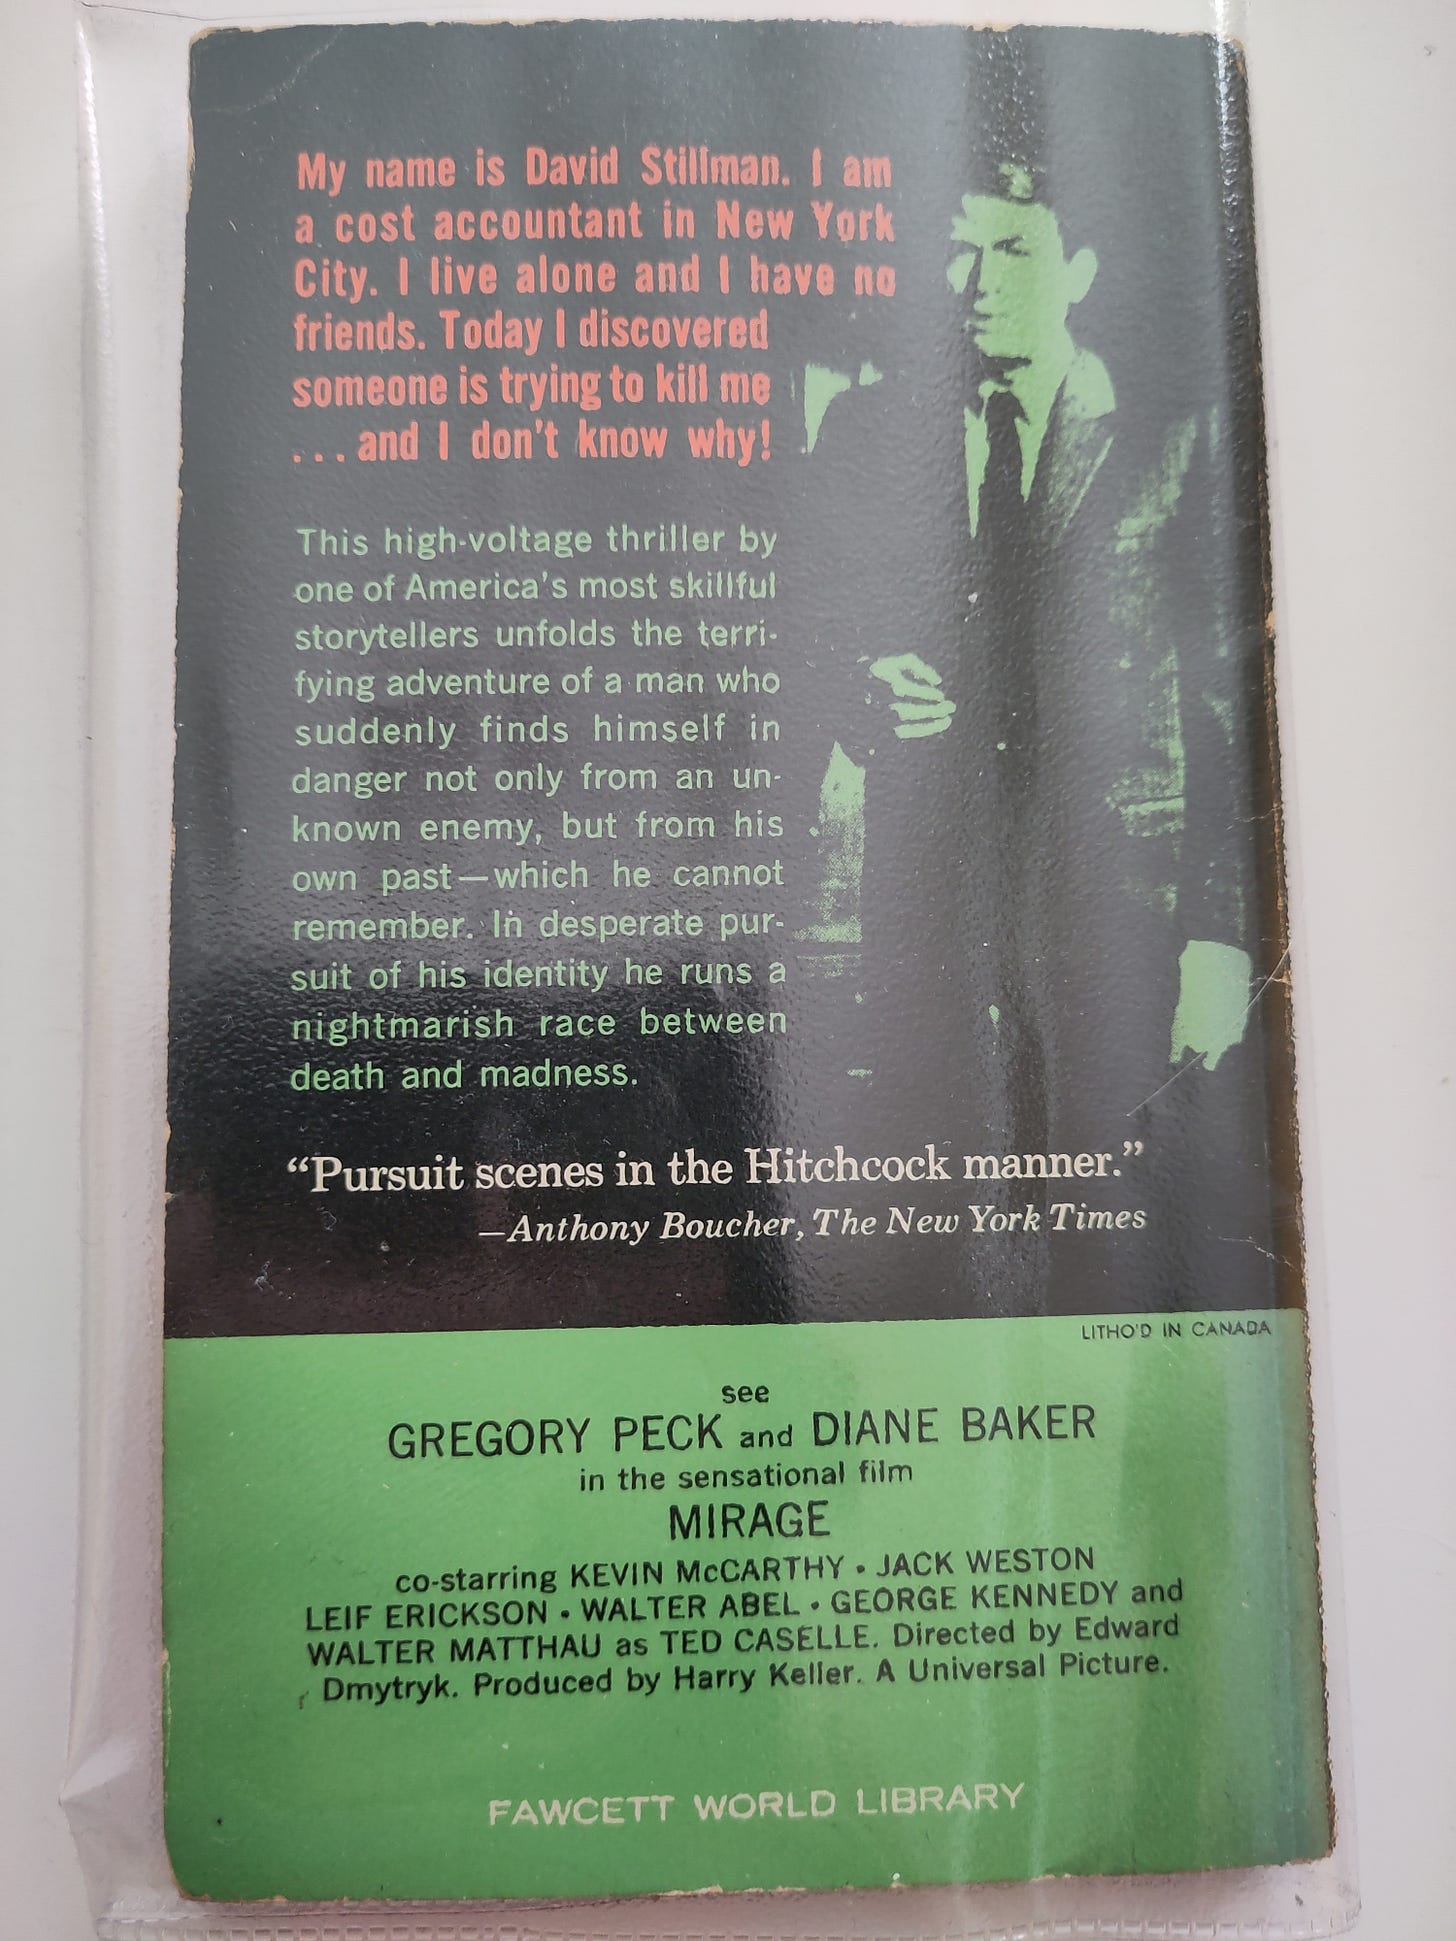 My name is David Stillman. I am
a cost accountant in New York
City. I live alone and I have no
friends. Today I discovered
someone is trying to kill me
...and I don't know why!
This high-voltage thriller by
one of America's most skillful
storytellers unfolds the terri-
fying adventure of a man who
suddenly finds himself in
danger not only from an un-
known enemy, but from his
own past—which he cannot
remember. In desperate pur-
suit of his identity he runs a
nightmarish race between
death and madness.
“Pursuit scenes in the Hitchcock manner.”
—Anthony Boucher, The New York Times
LITHO'D IN CANADA
see
GREGORY PECK and DIANE BAKER
in the sensational film
MIRAGE
co-starring KEVIN McCARTHY • JACK WESTON
LEIF ERICKSON • WALTER ABEL • GEORGE KENNEDY and
WALTER MATTHAU as TED CASELLE. Directed by Edward
Dmytryk. Produced by Harry Keller. A Universal Picture.
FAWCETT WORLD LIBRARY